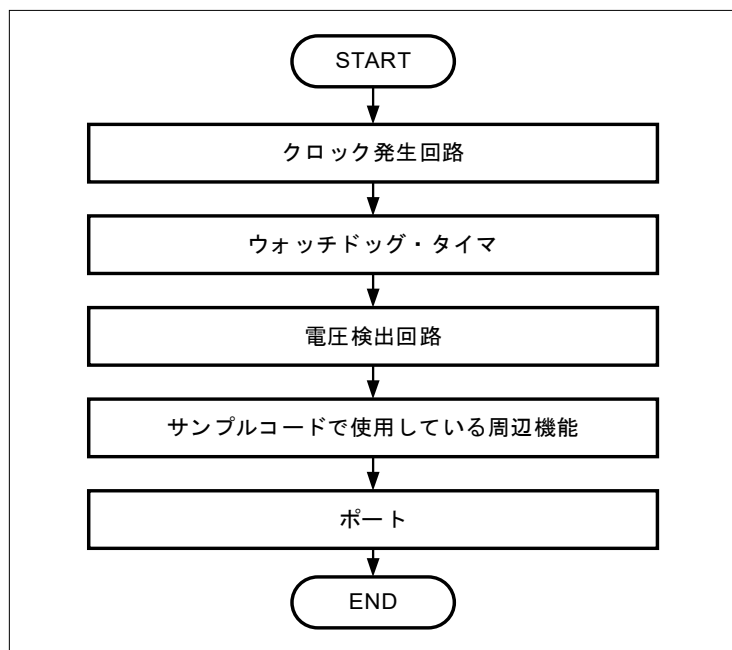 START
クロック発生回路
ウォッチドッグ・タイマ
電圧検出回路
サンプルコードで使用している周辺機能
ポート
END